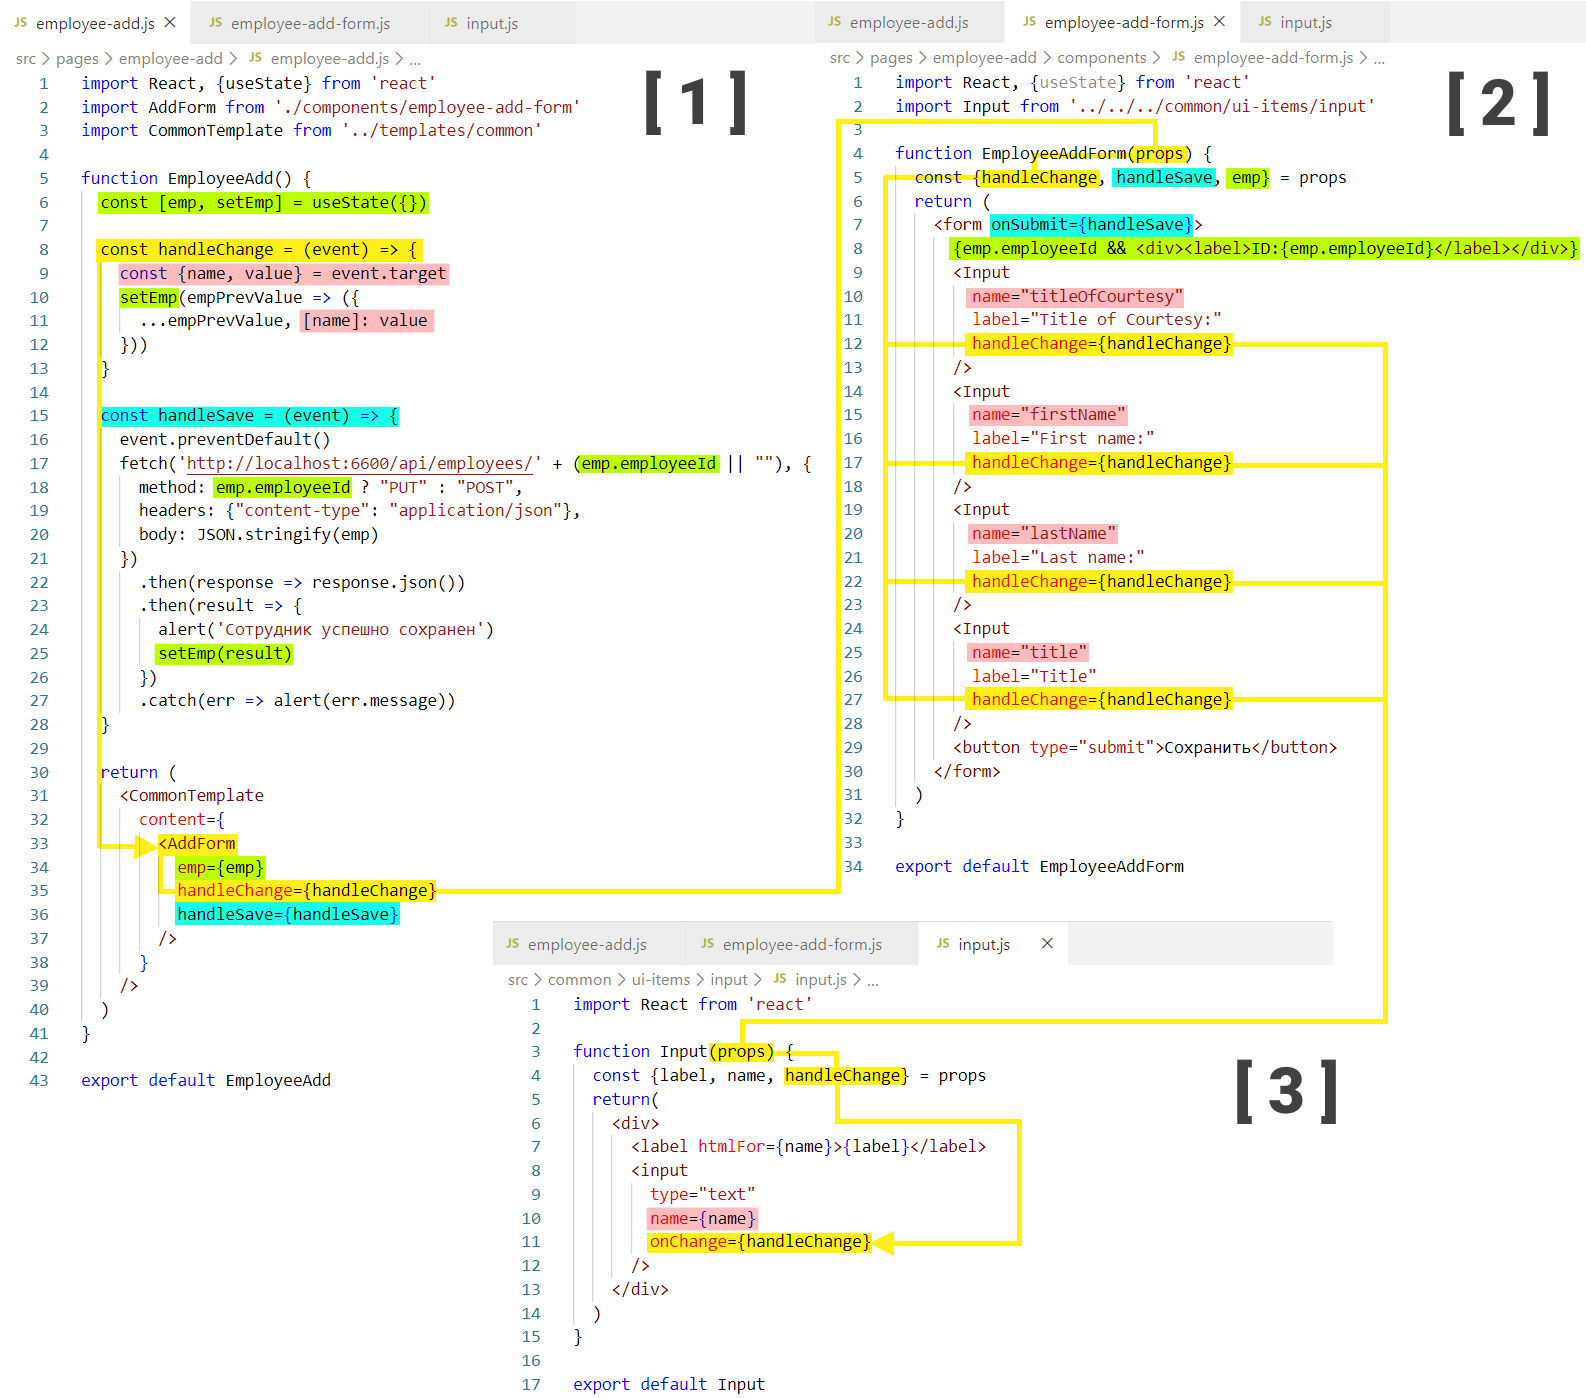 JS employee-add.js ×
JS employee-add-form.js
JS input.js
src > pages > employee-add > JS employee-add.js > ...
[ 1 ]
1 import React, {useState} from 'react'
2 import AddForm from './components/employee-add-form'
3 import CommonTemplate from '../templates/common'
4
5 function EmployeeAdd() {
6 const [emp, setEmp] = useState({})
7
8 const handleChange = (event) => {
9 const {name, value} = event.target
10 setEmp(empPrevValue => ({
11 ...empPrevValue, [name]: value
12 }))
13 }
14
15 const handleSave = (event) => {
16 event.preventDefault()
17 fetch('http://localhost:6600/api/employees/' + (emp.employeeId || ""), {
18 method: emp.employeeId ? "PUT" : "POST",
19 headers: {"content-type": "application/json"},
20 body: JSON.stringify(emp)
21 })
22 .then(response => response.json())
23 .then(result => {
24 alert('Сотрудник успешно сохранен')
25 setEmp(result)
26 })
27 .catch(err => alert(err.message))
28 }
29
30 return (
31 <CommonTemplate
32 content={
33 <AddForm
34 emp={emp}
35 handleChange={handleChange}
36 handleSave={handleSave}
37 />
38 }
39 />
40 )
41 }
42
43 export default EmployeeAdd
JS employee-add.js
JS employee-add-form.js ×
JS input.js
src > pages > employee-add > components > JS employee-add-form.js > ...
[ 2 ]
1 import React, {useState} from 'react'
2 import Input from '../../../common/ui-items/input'
3
4 function EmployeeAddForm(props) {
5 const {handleChange, handleSave, emp} = props
6 return (
7 <form onSubmit={handleSave}>
8 {emp.employeeId && <div><label>ID:{emp.employeeId}</label></div>}
9 <Input
10 name="titleOfCourtesy"
11 label="Title of Courtesy:"
12 handleChange={handleChange}
13 />
14 <Input
15 name="firstName"
16 label="First name:"
17 handleChange={handleChange}
18 />
19 <Input
20 name="lastName"
21 label="Last name:"
22 handleChange={handleChange}
23 />
24 <Input
25 name="title"
26 label="Title"
27 handleChange={handleChange}
28 />
29 <button type="submit">Сохранить</button>
30 </form>
31 )
32 }
33
34 export default EmployeeAddForm
JS employee-add.js
JS employee-add-form.js
JS input.js ×
src > common > ui-items > input > JS input.js > ...
[ 3 ]
1 import React from 'react'
2
3 function Input(props) {
4 const {label, name, handleChange} = props
5 return(
6 <div>
7 <label htmlFor={name}>{label}</label>
8 <input
9 type="text"
10 name={name}
11 onChange={handleChange}
12 />
13 </div>
14 )
15 }
16
17 export default Input